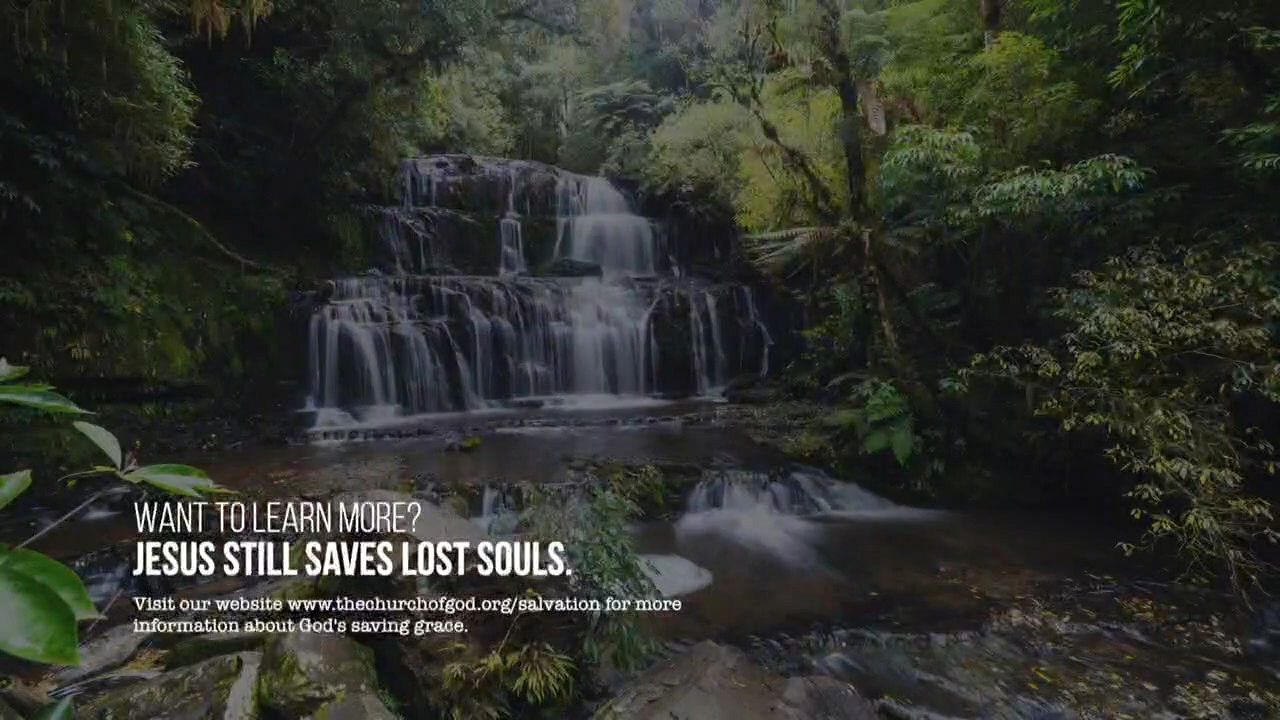 WANT TO LEARN MORE?
JESUS STILL SAVES LOST SOULS.
Visit our website www.thechurchofgod.org/salvation for more
information about God's saving grace.